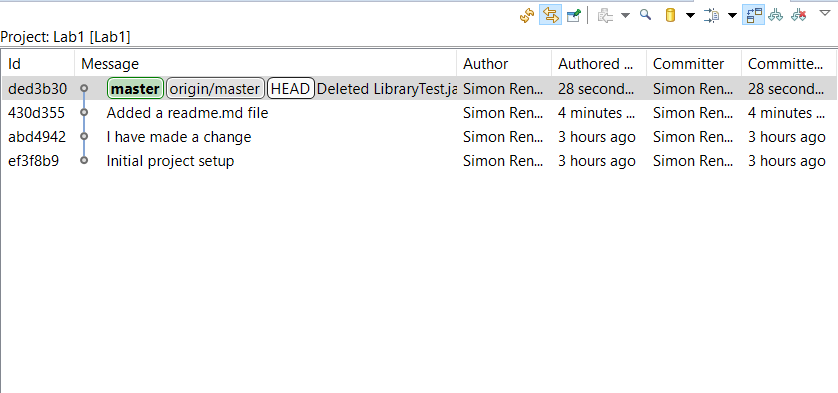 Project: Lab1 [Lab1]
Id Message Author Authored ... Committer Committe...
ded3b30 master origin/master HEAD Deleted LibraryTest.ja Simon Ren... 28 second... Simon Ren... 28 second...
430d355 Added a readme.md file Simon Ren... 4 minutes ... Simon Ren... 4 minutes ...
abd4942 I have made a change Simon Ren... 3 hours ago Simon Ren... 3 hours ago
ef3f8b9 Initial project setup Simon Ren... 3 hours ago Simon Ren... 3 hours ago